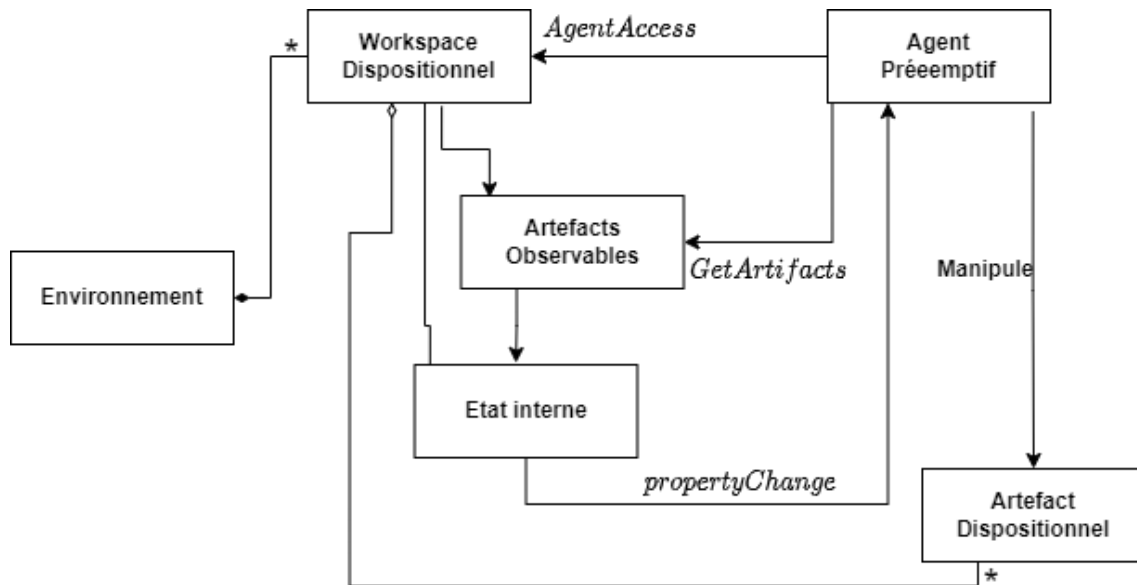 Workspace
Dispositionnel
*
AgentAccess
Agent
Préeemptif
Artefacts
Observables
GetArtifacts
Manipule
Environnement
Etat interne
propertyChange
Artefact
Dispositionnel
*